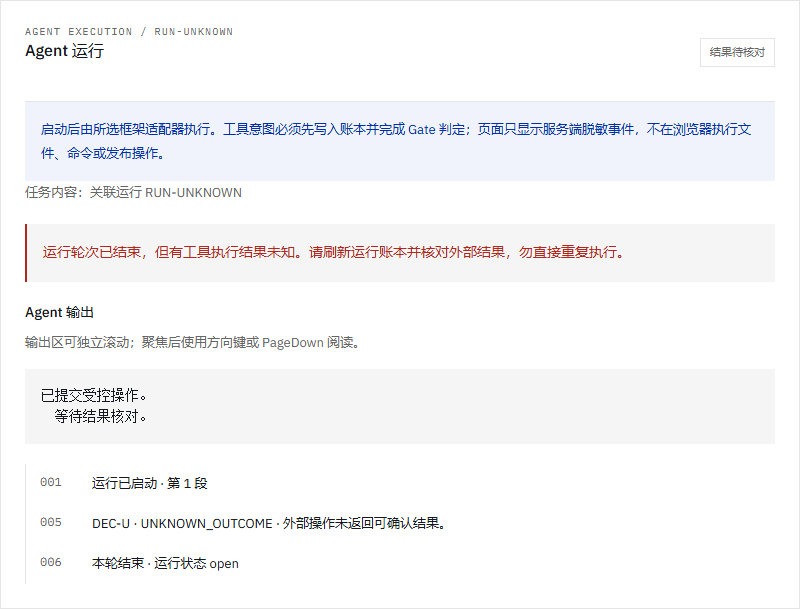 AGENT EXECUTION / RUN-UNKNOWN
Agent 运行
结果待核对
启动后由所选框架适配器执行。工具意图必须先写入账本并完成 Gate 判定；页面只显示服务端脱敏事件，不在浏览器执行文
件、命令或发布操作。
任务内容：关联运行 RUN-UNKNOWN
运行轮次已结束，但有工具执行结果未知。请刷新运行账本并核对外部结果，勿直接重复执行。
Agent 输出
输出区可独立滚动；聚焦后使用方向键或 PageDown 阅读。
已提交受控操作。
等待结果核对。
001 运行已启动 · 第 1 段
005 DEC-U · UNKNOWN_OUTCOME · 外部操作未返回可确认结果。
006 本轮结束 · 运行状态 open